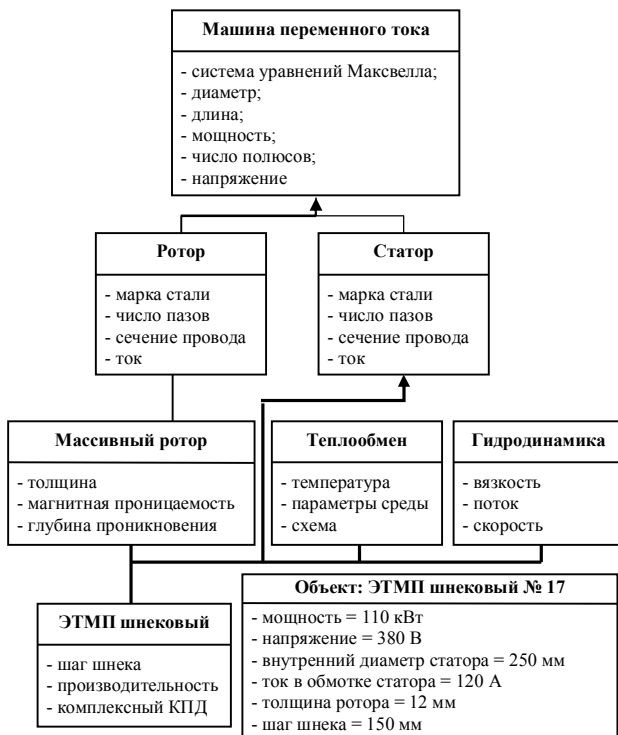 Машина переменного тока
- система уравнений Максвелла;
- диаметр;
- длина;
- мощность;
- число полюсов;
- напряжение
Ротор
- марка стали
- число пазов
- сечение провода
- ток
Статор
- марка стали
- число пазов
- сечение провода
- ток
Массивный ротор
- толщина
- магнитная проницаемость
- глубина проникновения
Теплообмен
- температура
- параметры среды
- схема
Гидродинамика
- вязкость
- поток
- скорость
ЭТМП шнековый
- шаг шнека
- производительность
- комплексный КПД
Объект: ЭТМП шнековый № 17
- мощность = 110 кВт
- напряжение = 380 В
- внутренний диаметр статора = 250 мм
- ток в обмотке статора = 120 А
- толщина ротора = 12 мм
- шаг шнека = 150 мм